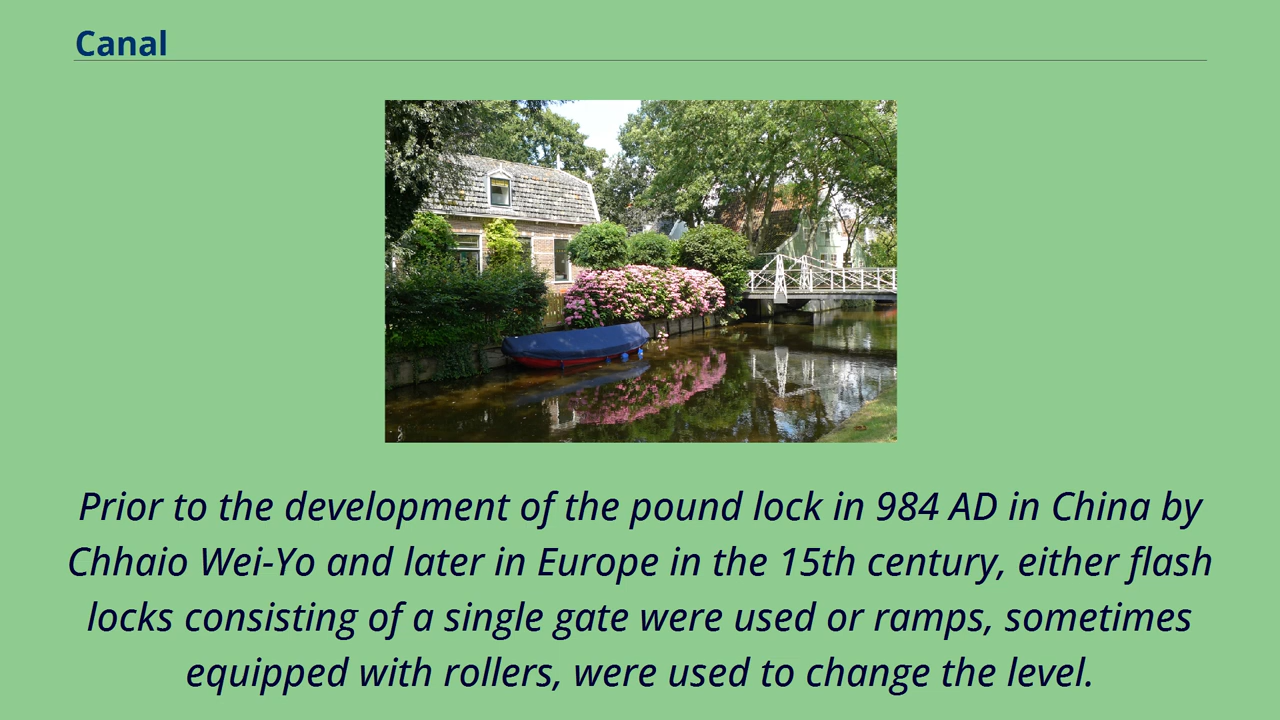 Canal
Prior to the development of the pound lock in 984 AD in China by
Chhaio Wei-Yo and later in Europe in the 15th century, either flash
locks consisting of a single gate were used or ramps, sometimes
equipped with rollers, were used to change the level.